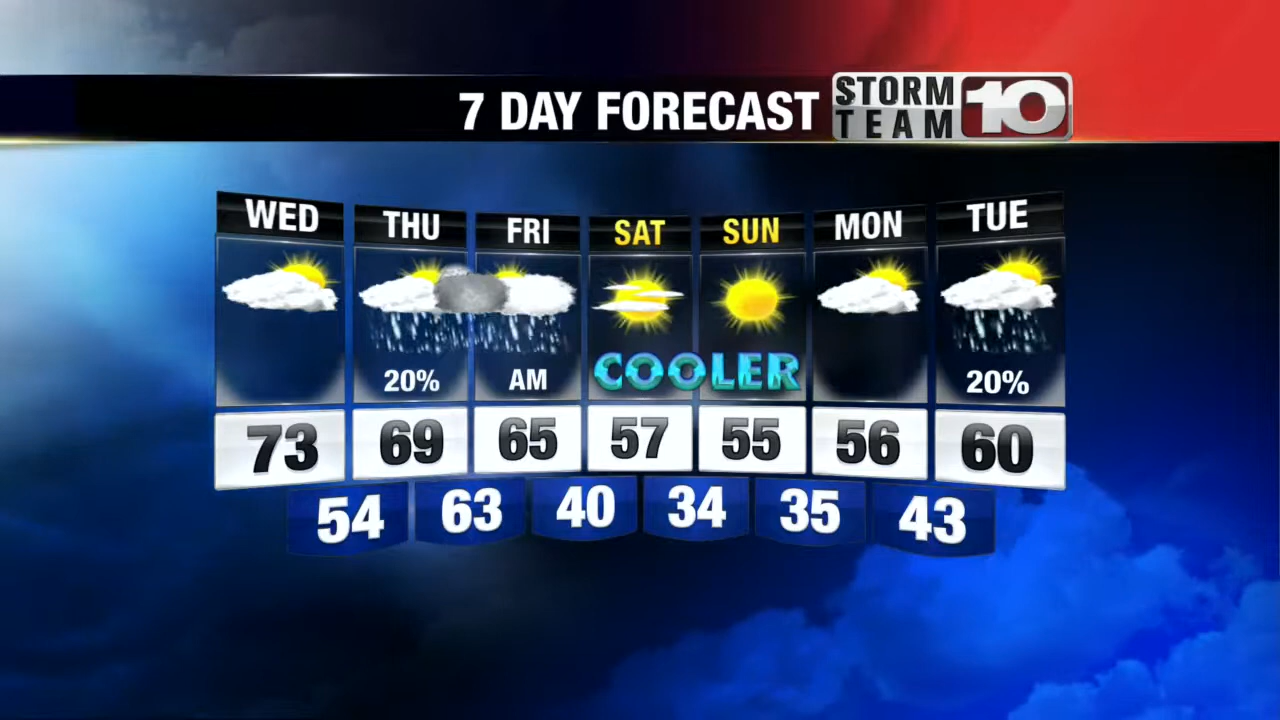 7 DAY FORECAST STORM TEAM 10
WED THU FRI SAT SUN MON TUE
20% AM COOLER 20%
73 69 65 57 55 56 60
54 63 40 34 35 43